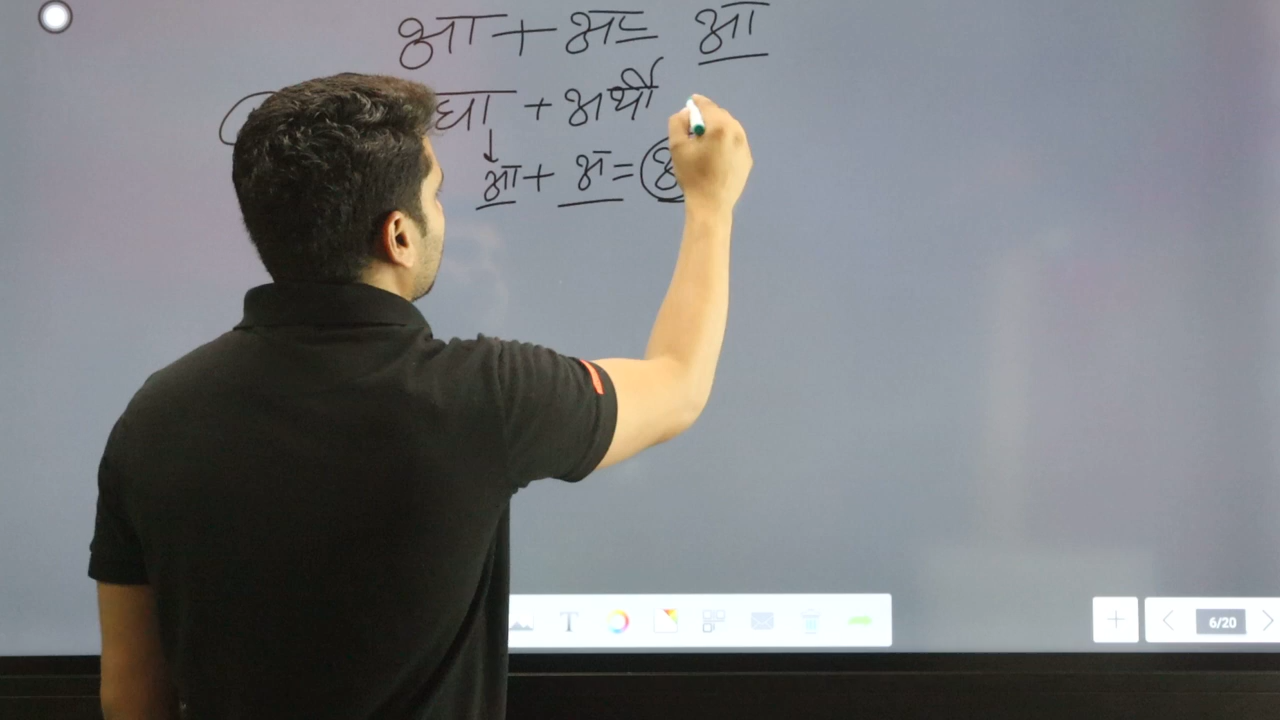 आ + अ = आ
धा + अर्थी
आ + अ =
T
6/20